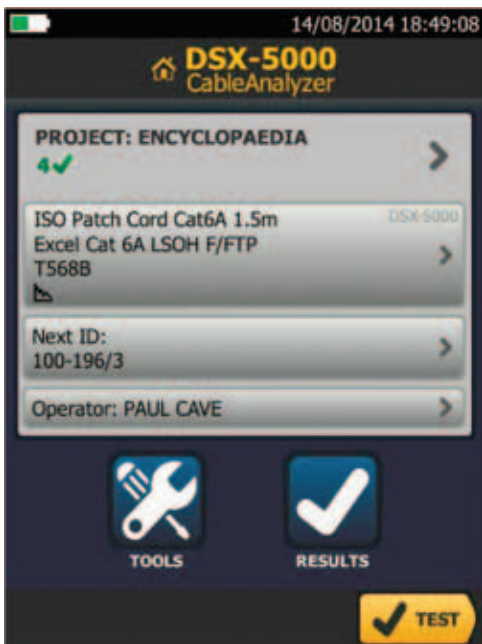 14/08/2014 18:49:08
DSX-5000
CableAnalyzer
PROJECT: ENCYCLOPAEDIA
4
ISO Patch Cord Cat6A 1.5m
DSX-5000
Excel Cat 6A LSOH F/FTP
T568B
Next ID:
100-196/3
Operator: PAUL CAVE
TOOLS
RESULTS
TEST